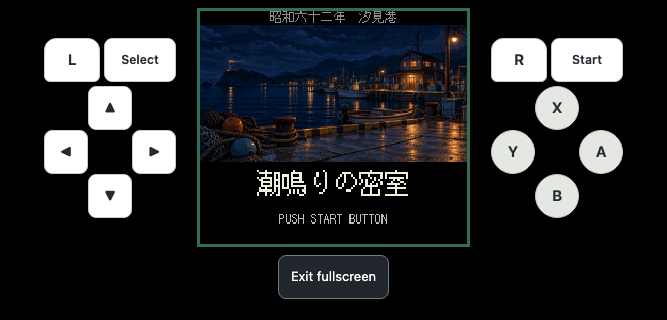 昭和六十二年　汐見港
L
Select
R
Start
X
Y
A
B
潮鳴りの密室
PUSH START BUTTON
Exit fullscreen